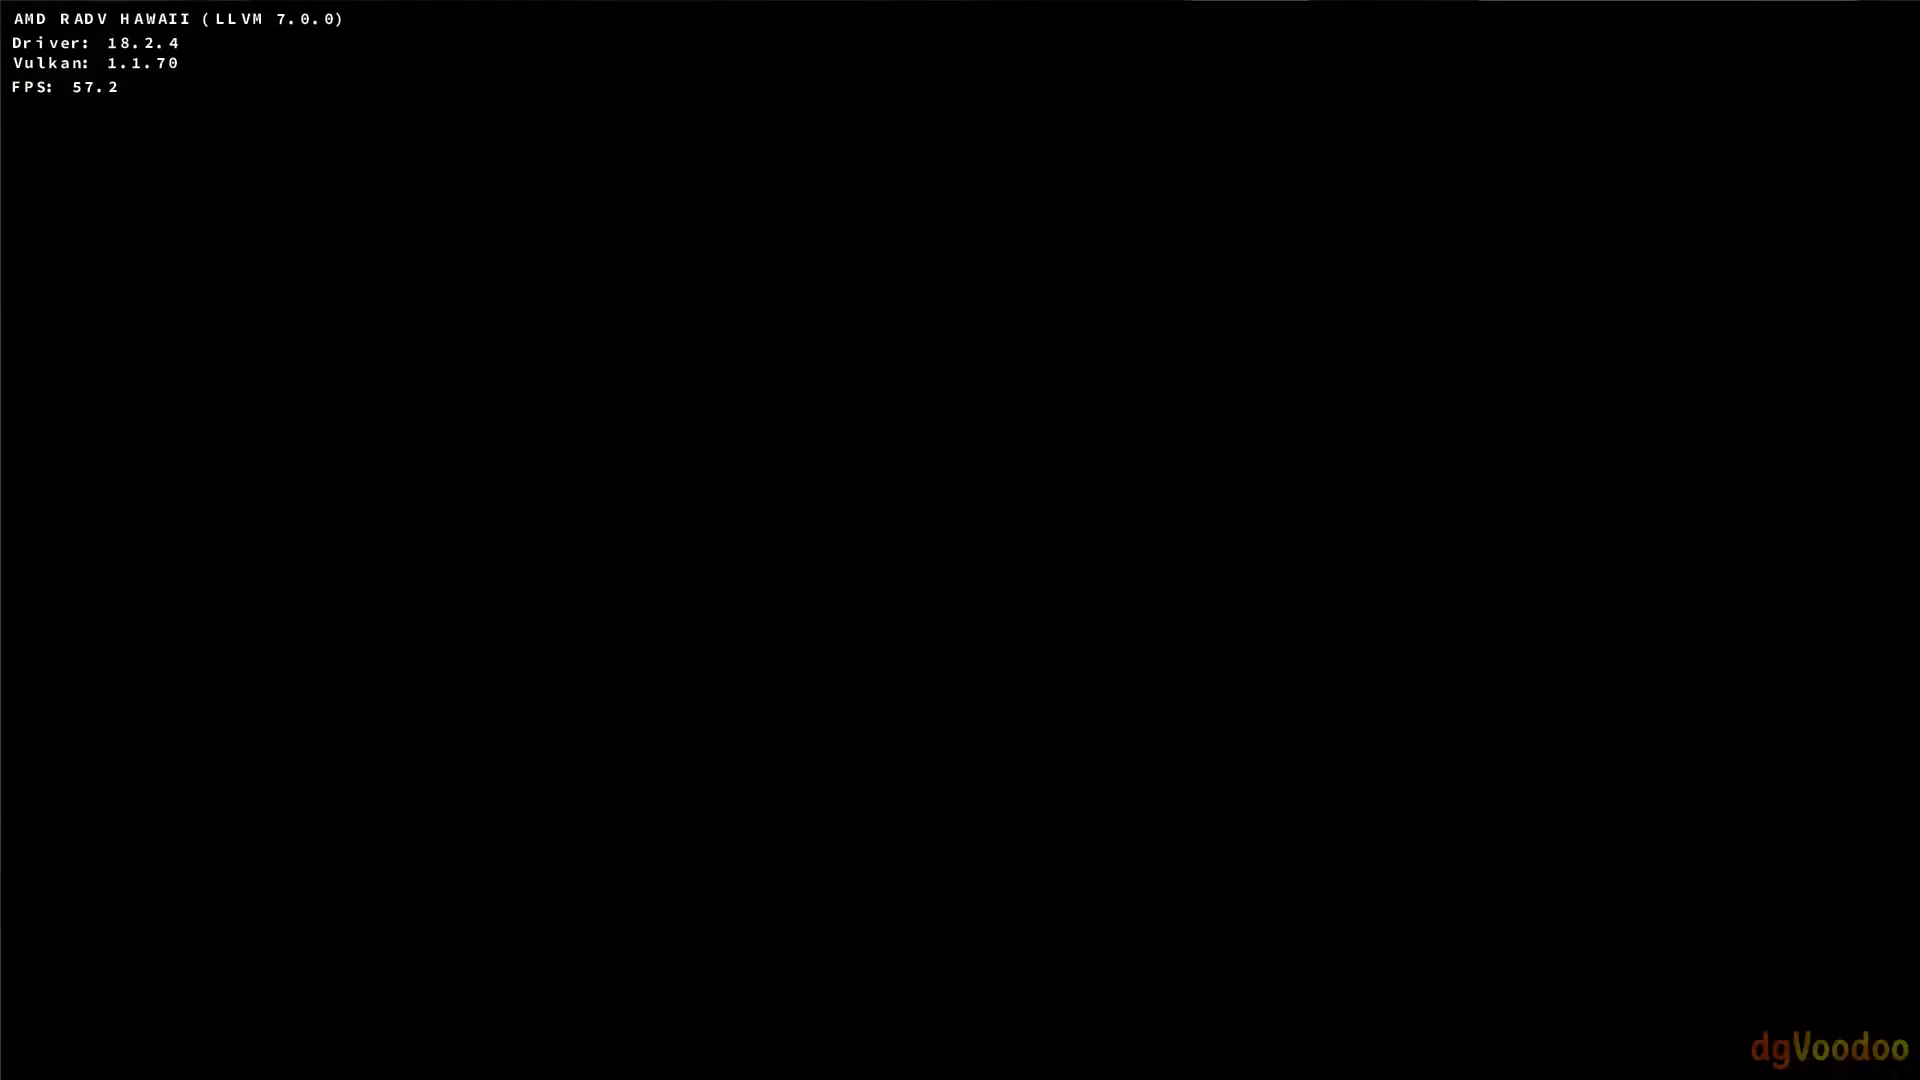 AMD RADV HAWAII (LLVM 7.0.0)
Driver: 18.2.4
Vulkan: 1.1.70
FPS: 57.2
dgVoodoo